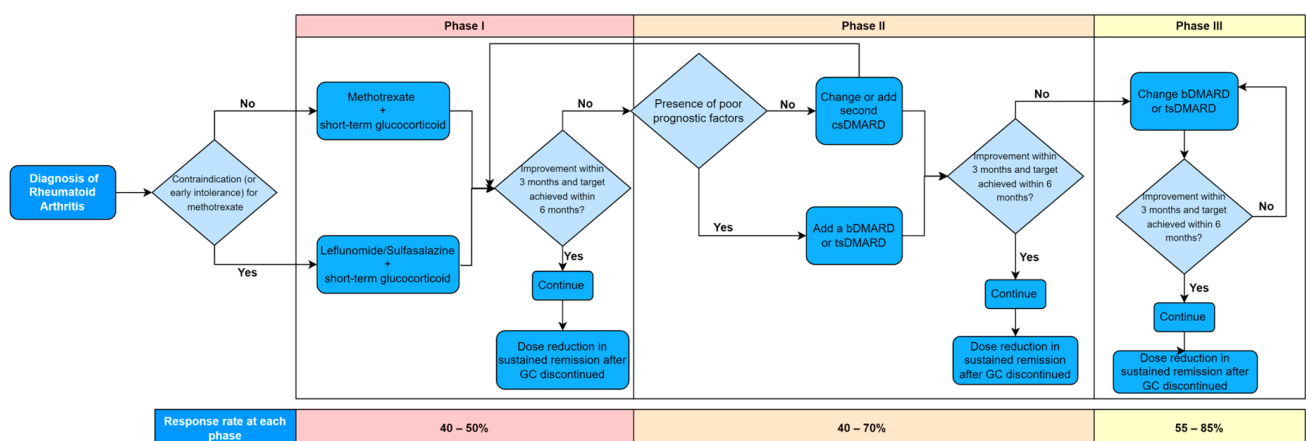 Phase I
Phase II
Phase III
Diagnosis of
Rheumatoid
Arthritis
Contraindication (or
early intolerance) for
methotrexate
No
Yes
Methotrexate
+
short-term glucocorticoid
Leflunomide/Sulfasalazine
+
short-term glucocorticoid
Improvement within
3 months and target
achieved within
6 months?
No
Yes
Continue
Dose reduction in
sustained remission after
GC discontinued
Presence of poor
prognostic factors
No
Yes
Change or add
second
csDMARD
Add a bDMARD
or tsDMARD
Improvement within
3 months and target
achieved within
6 months?
No
Yes
Continue
Dose reduction in
sustained remission
after GC discontinued
Change bDMARD
or tsDMARD
Improvement within
3 months and target
achieved within 6
months?
No
Yes
Continue
Dose reduction in
sustained remission after
GC discontinued
Response rate at each
phase
40 – 50%
40 – 70%
55 – 85%